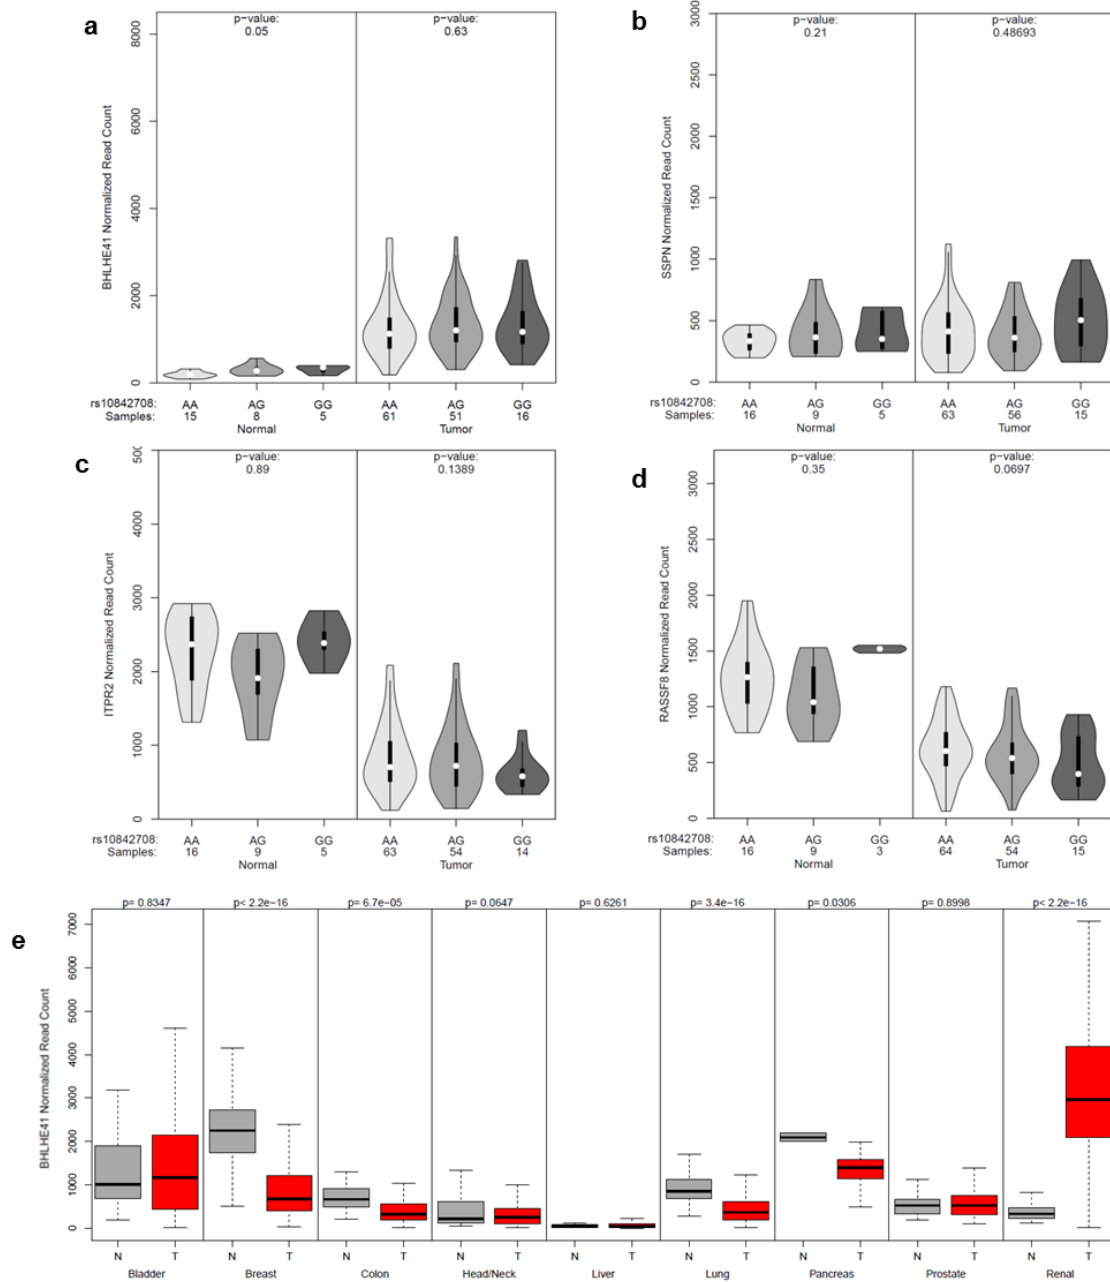 a
p-value:
0.05
p-value:
0.63
BHLHE41 Normalized Read Count
8000
6000
4000
2000
0
rs10842708: AA AG GG AA AG GG
Samples: 15 8 5 61 51 16
Normal Tumor
b
p-value:
0.21
p-value:
0.48693
SSPN Normalized Read Count
3000
2500
2000
1500
1000
500
0
rs10842708: AA AG GG AA AG GG
Samples: 16 9 5 63 56 15
Normal Tumor
c
p-value:
0.89
p-value:
0.1389
ITPR2 Normalized Read Count
500
4000
3000
2000
1000
0
rs10842708: AA AG GG AA AG GG
Samples: 16 9 5 63 54 14
Normal Tumor
d
p-value:
0.35
p-value:
0.0697
RASSF8 Normalized Read Count
3000
2500
2000
1500
1000
500
0
rs10842708: AA AG GG AA AG GG
Samples: 16 9 3 64 54 15
Normal Tumor
e
p= 0.8347 p< 2.2e-16 p= 6.7e-05 p= 0.0647 p= 0.6261 p= 3.4e-16 p= 0.0306 p= 0.8998 p< 2.2e-16
BHLHE41 Normalized Read Count
7000
6000
5000
4000
3000
2000
1000
0
N T N T N T N T N T N T N T N T N T
Bladder Breast Colon Head/Neck Liver Lung Pancreas Prostate Renal